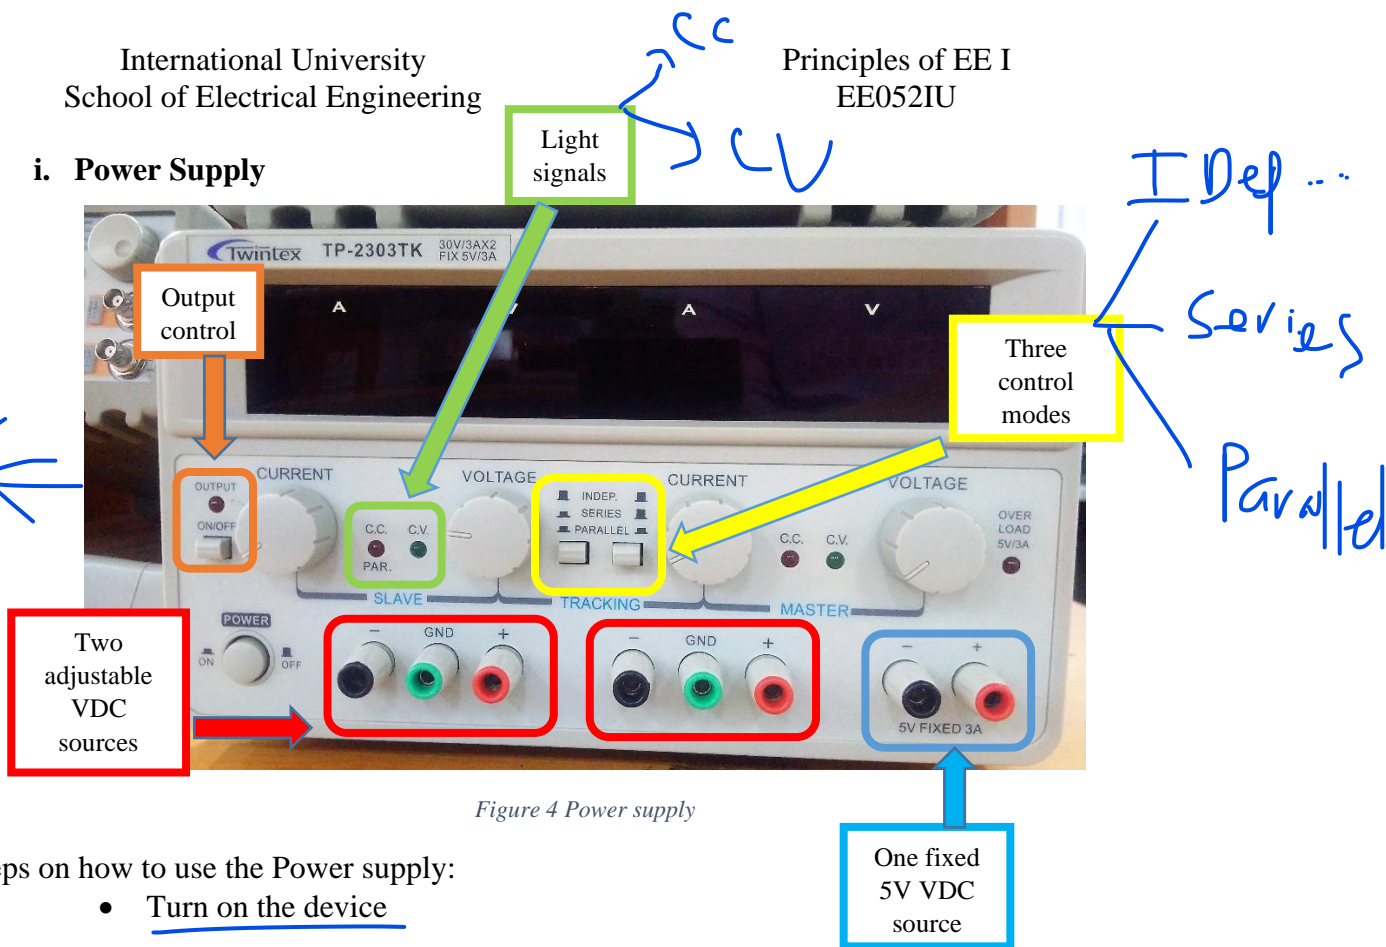 CC
International University
Principles of EE I
School of Electrical Engineering
EE052IU
Light
signals
CV
i. Power Supply
IDep ...
Twintex TP-2303TK 30V/3AX2
FIX 5V/3A
Output
control
A
V
A
V
Series
Three
control
modes
Parallel
OUTPUT
ON/OFF
CURRENT
C.C. C.V.
PAR.
VOLTAGE
INDEP.
SERIES
PARALLEL
CURRENT
C.C. C.V.
VOLTAGE
OVER
LOAD
5V/3A
SLAVE
TRACKING
MASTER
POWER
ON
OFF
Two
adjustable
VDC
sources
− GND +
− GND +
− +
5V FIXED 3A
Figure 4 Power supply
One fixed
5V VDC
source
eps on how to use the Power supply:
• Turn on the device